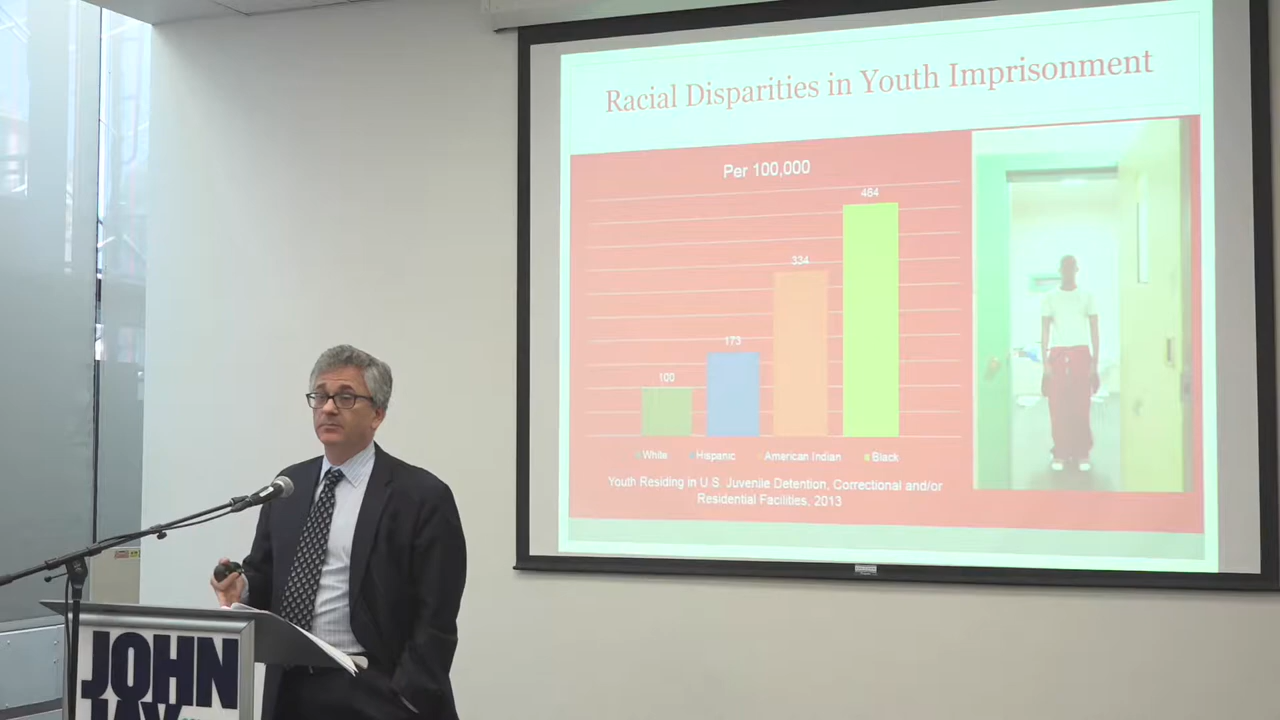 Racial Disparities in Youth Imprisonment
Per 100,000
464
334
173
100
White Hispanic American Indian Black
Youth Residing in U.S. Juvenile Detention, Correctional and/or
Residential Facilities, 2013
JOHN
JAY